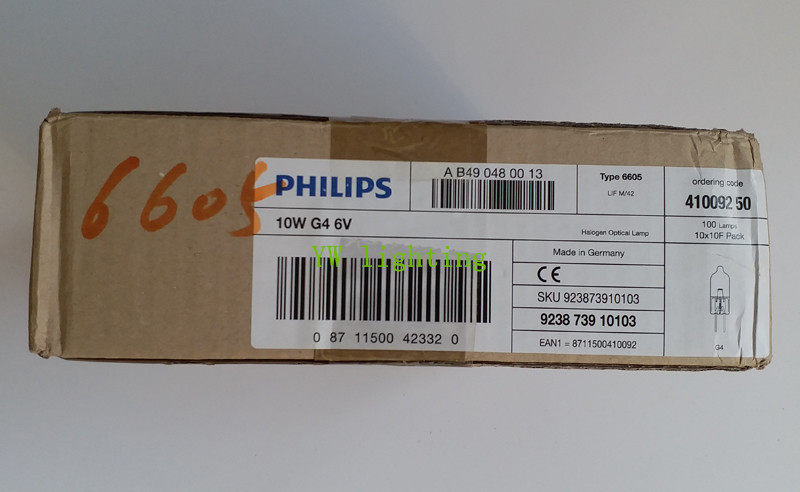 6605
PHILIPS
A B49 048 00 13
Type 6605
LIF M/42
ordering code
410092 50
10W G4 6V
Halogen Optical Lamp
100 Lamps
10x10F Pack
YW lighting
Made in Germany
CE
SKU 923873910103
9238 739 10103
EAN1 = 8711500410092
0 87 11500 42332 0
G4